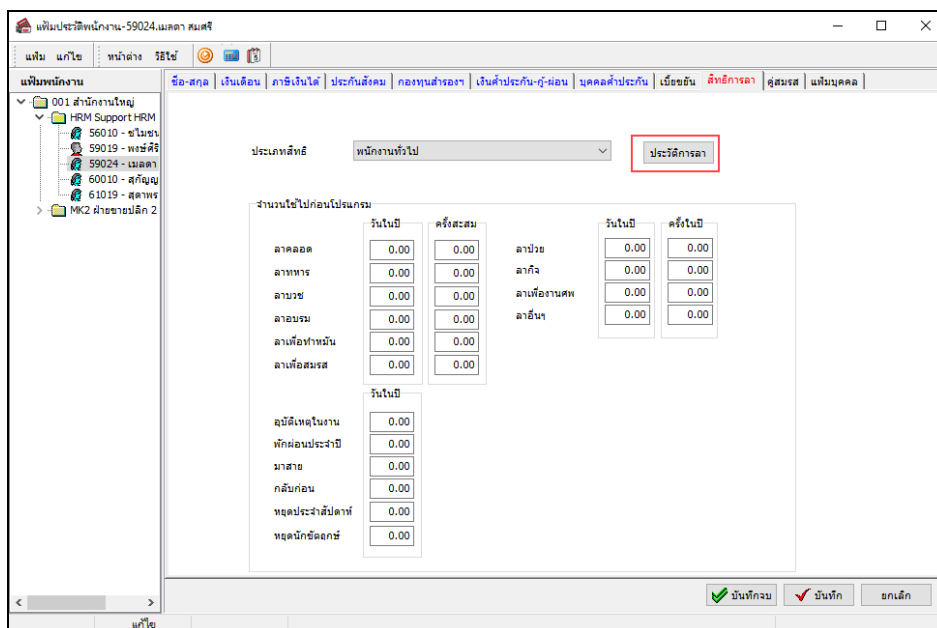 แฟ้มประวัติพนักงาน-59024.เมลดา สมศรี
แฟ้ม แก้ไข หน้าต่าง วิธีใช้
แฟ้มพนักงาน
001 สำนักงานใหญ่
HRM Support HRM
56010 - ชไมชน
59019 - พงษ์ศิริ
59024 - เมลดา
60010 - สุกัญญ
61019 - สุดาพร
MK2 ฝ่ายขายปลีก 2
ชื่อ-สกุล เงินเดือน ภาษีเงินได้ ประกันสังคม กองทุนสำรองฯ เงินค้ำประกัน-กู้-ผ่อน บุคคลค้ำประกัน เบี้ยขยัน สิทธิการลา คู่สมรส แฟ้มบุคคล
ประเภทสิทธิ พนักงานทั่วไป ประวัติการลา
จำนวนใช้ไปก่อนโปรแกรม
วันในปี ครั้งสะสม วันในปี ครั้งในปี
ลาคลอด 0.00 0.00 ลาป่วย 0.00 0.00
ลาทหาร 0.00 0.00 ลากิจ 0.00 0.00
ลาบวช 0.00 0.00 ลาเพื่องานศพ 0.00 0.00
ลาอบรม 0.00 0.00 ลาอื่นๆ 0.00 0.00
ลาเพื่อทำหมัน 0.00 0.00
ลาเพื่อสมรส 0.00 0.00
วันในปี
อุบัติเหตุในงาน 0.00
พักผ่อนประจำปี 0.00
มาสาย 0.00
กลับก่อน 0.00
หยุดประจำสัปดาห์ 0.00
หยุดนักขัตฤกษ์ 0.00
บันทึกจบ บันทึก ยกเลิก
แก้ไข